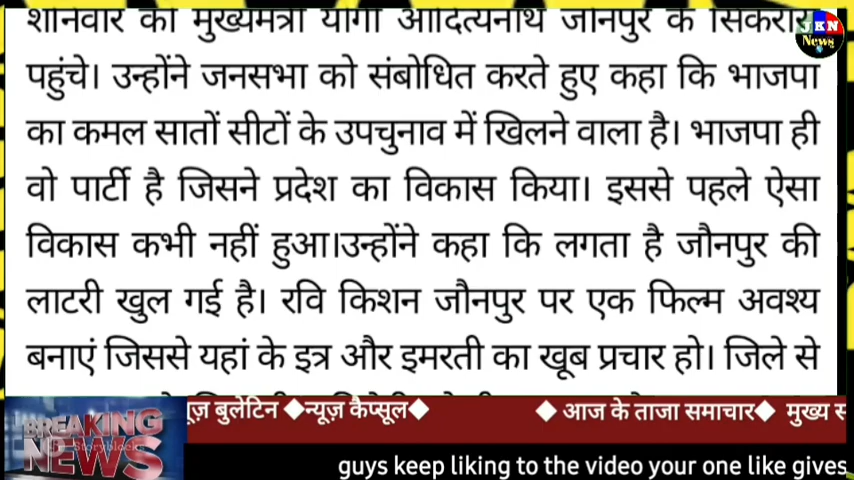 शनिवार को मुख्यमंत्री योगी आदित्यनाथ जौनपुर के सिकरारा
JKN News
पहुंचे। उन्होंने जनसभा को संबोधित करते हुए कहा कि भाजपा
का कमल सातों सीटों के उपचुनाव में खिलने वाला है। भाजपा ही
वो पार्टी है जिसने प्रदेश का विकास किया। इससे पहले ऐसा
विकास कभी नहीं हुआ।उन्होंने कहा कि लगता है जौनपुर की
लाटरी खुल गई है। रवि किशन जौनपुर पर एक फिल्म अवश्य
बनाएं जिससे यहां के इत्र और इमरती का खूब प्रचार हो। जिले से
BREAKING NEWS
Storyblocks
बुलेटिन ◆न्यूज़ कैप्सूल◆ ◆ आज के ताजा समाचार◆ मुख्य
guys keep liking to the video your one like gives